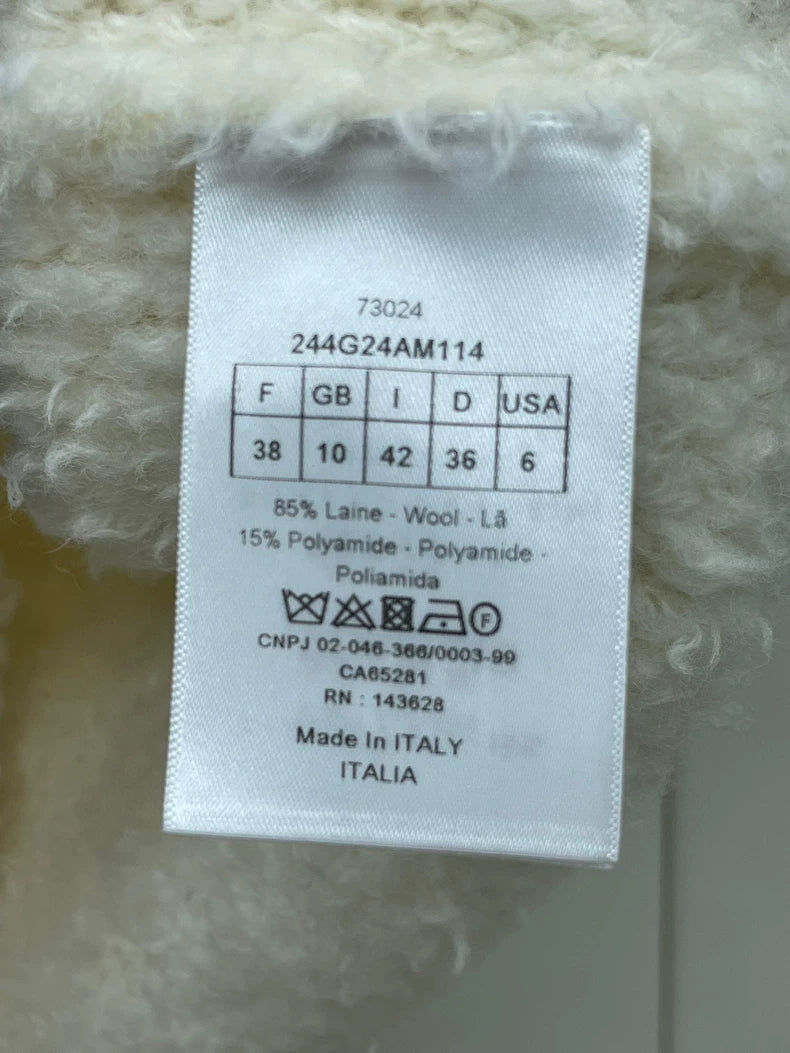 73024
244G24AM114
F GB I D USA
38 10 42 36 6
85% Laine - Wool - Lã
15% Polyamide - Polyamide -
Poliamida
F
CNPJ 02-046-366/0003-99
CA65281
RN : 143628
Made In ITALY
ITALIA